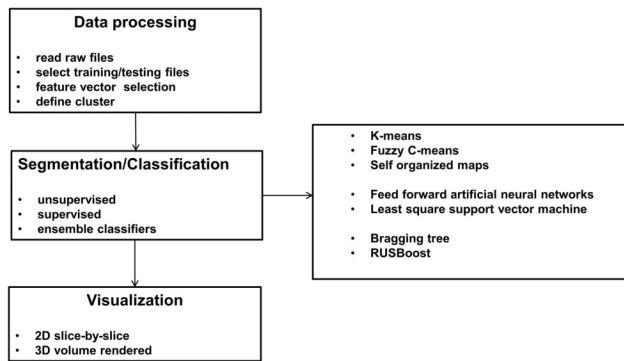 Data processing
• read raw files
• select training/testing files
• feature vector selection
• define cluster
Segmentation/Classification
• unsupervised
• supervised
• ensemble classifiers
• K-means
• Fuzzy C-means
• Self organized maps
• Feed forward artificial neural networks
• Least square support vector machine
• Bragging tree
• RUSBoost
Visualization
• 2D slice-by-slice
• 3D volume rendered